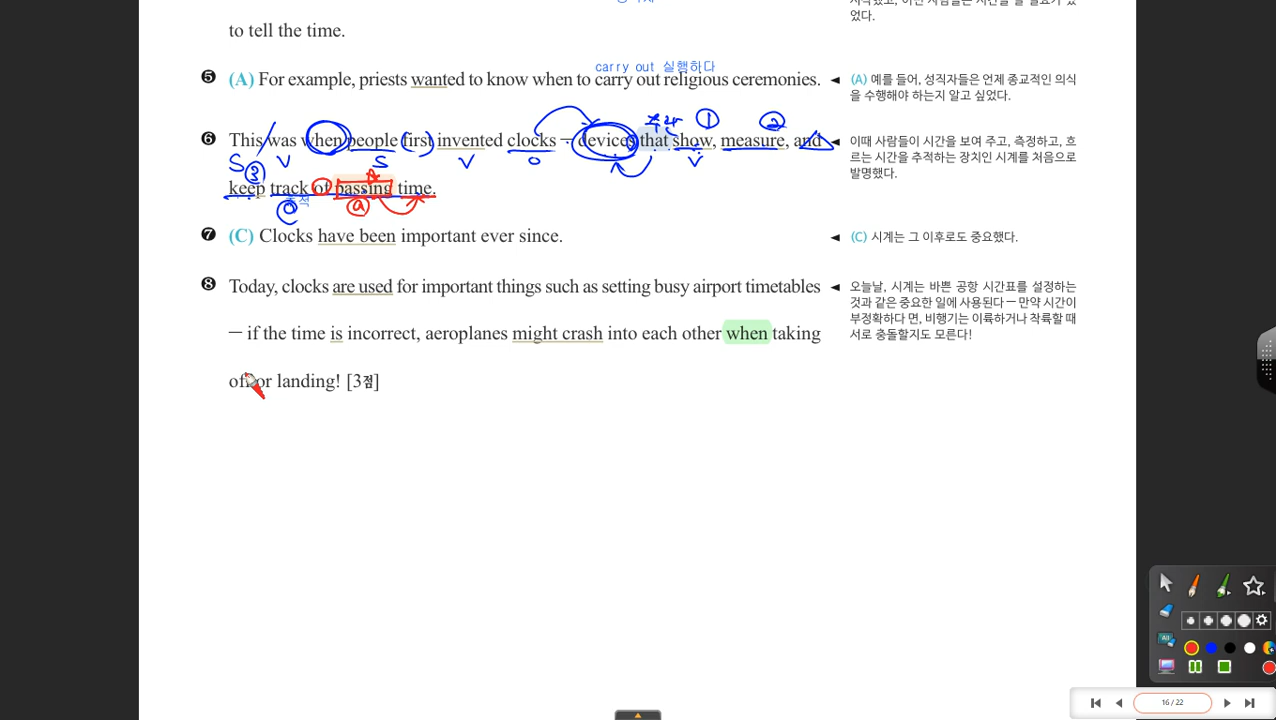 었다.
to tell the time.
carry out 실행하다
❺ (A) For example, priests wanted to know when to carry out religious ceremonies.
◄ (A) 예를 들어, 성직자들은 언제 종교적인 의식
을 수행해야 하는지 알고 싶었다.
주격 ① ②
❻ This was when people (first) invented clocks — devices that show, measure, and
◄ 이때 사람들이 시간을 보여 주고, 측정하고, 흐
르는 시간을 추적하는 장치인 시계를 처음으로
발명했다.
S V S V O V
③
keep track of passing time.
ⓐ
❼ (C) Clocks have been important ever since.
◄ (C) 시계는 그 이후로도 중요했다.
❽ Today, clocks are used for important things such as setting busy airport timetables
— if the time is incorrect, aeroplanes might crash into each other when taking
off or landing! [3점]
◄ 오늘날, 시계는 바쁜 공항 시간표를 설정하는
것과 같은 중요한 일에 사용된다 — 만약 시간이
부정확하다 면, 비행기는 이륙하거나 착륙할 때
서로 충돌할지도 모른다!
All
16 / 22